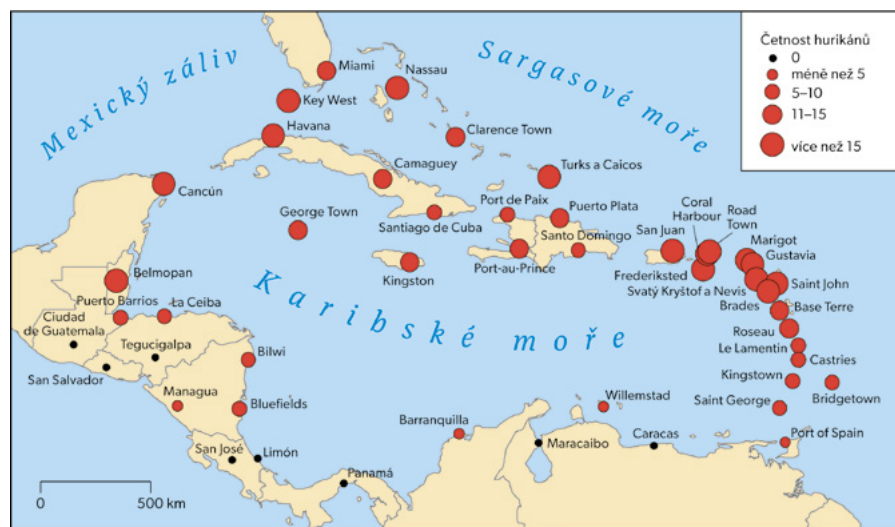 Mexický záliv
Sargasové moře
Karibské moře
Četnost hurikánů
0
méně než 5
5–10
11–15
více než 15
Miami
Nassau
Key West
Havana
Clarence Town
Cancún
Camaguey
Turks a Caicos
George Town
Santiago de Cuba
Port de Paix
Puerto Plata
Santo Domingo
Port-au-Prince
Kingston
San Juan
Coral
Harbour
Road
Town
Marigot
Gustavia
Frederiksted
Svatý Kryštof a Nevis
Saint John
Brades
Base Terre
Roseau
Le Lamentin
Castries
Kingstown
Bridgetown
Saint George
Port of Spain
Belmopan
Puerto Barrios
La Ceiba
Ciudad
de Guatemala
Tegucigalpa
San Salvador
Bilwi
Managua
Bluefields
San José
Limón
Panamá
Barranquilla
Willemstad
Maracaibo
Caracas
0
500 km